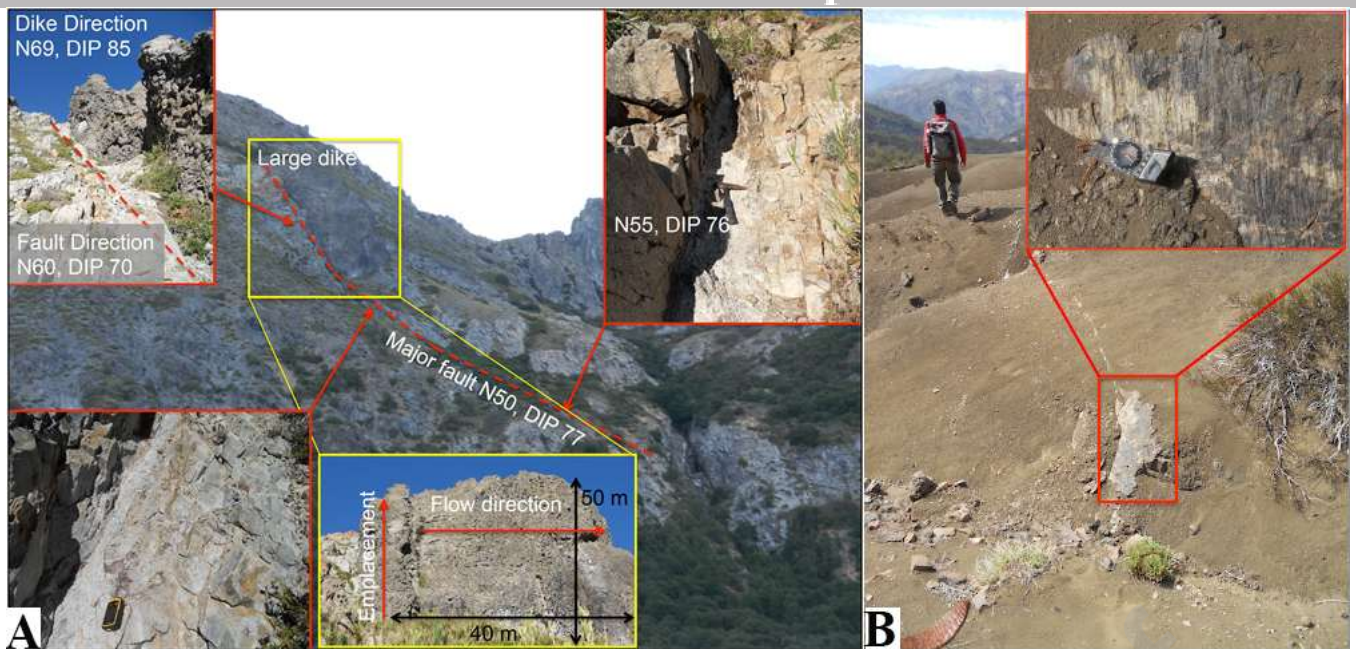 Dike Direction
N69, DIP 85
Fault Direction
N60, DIP 70
Large dike
N55, DIP 76
Major fault N50, DIP 77
Emplacement
Flow direction
50 m
40 m
A
B